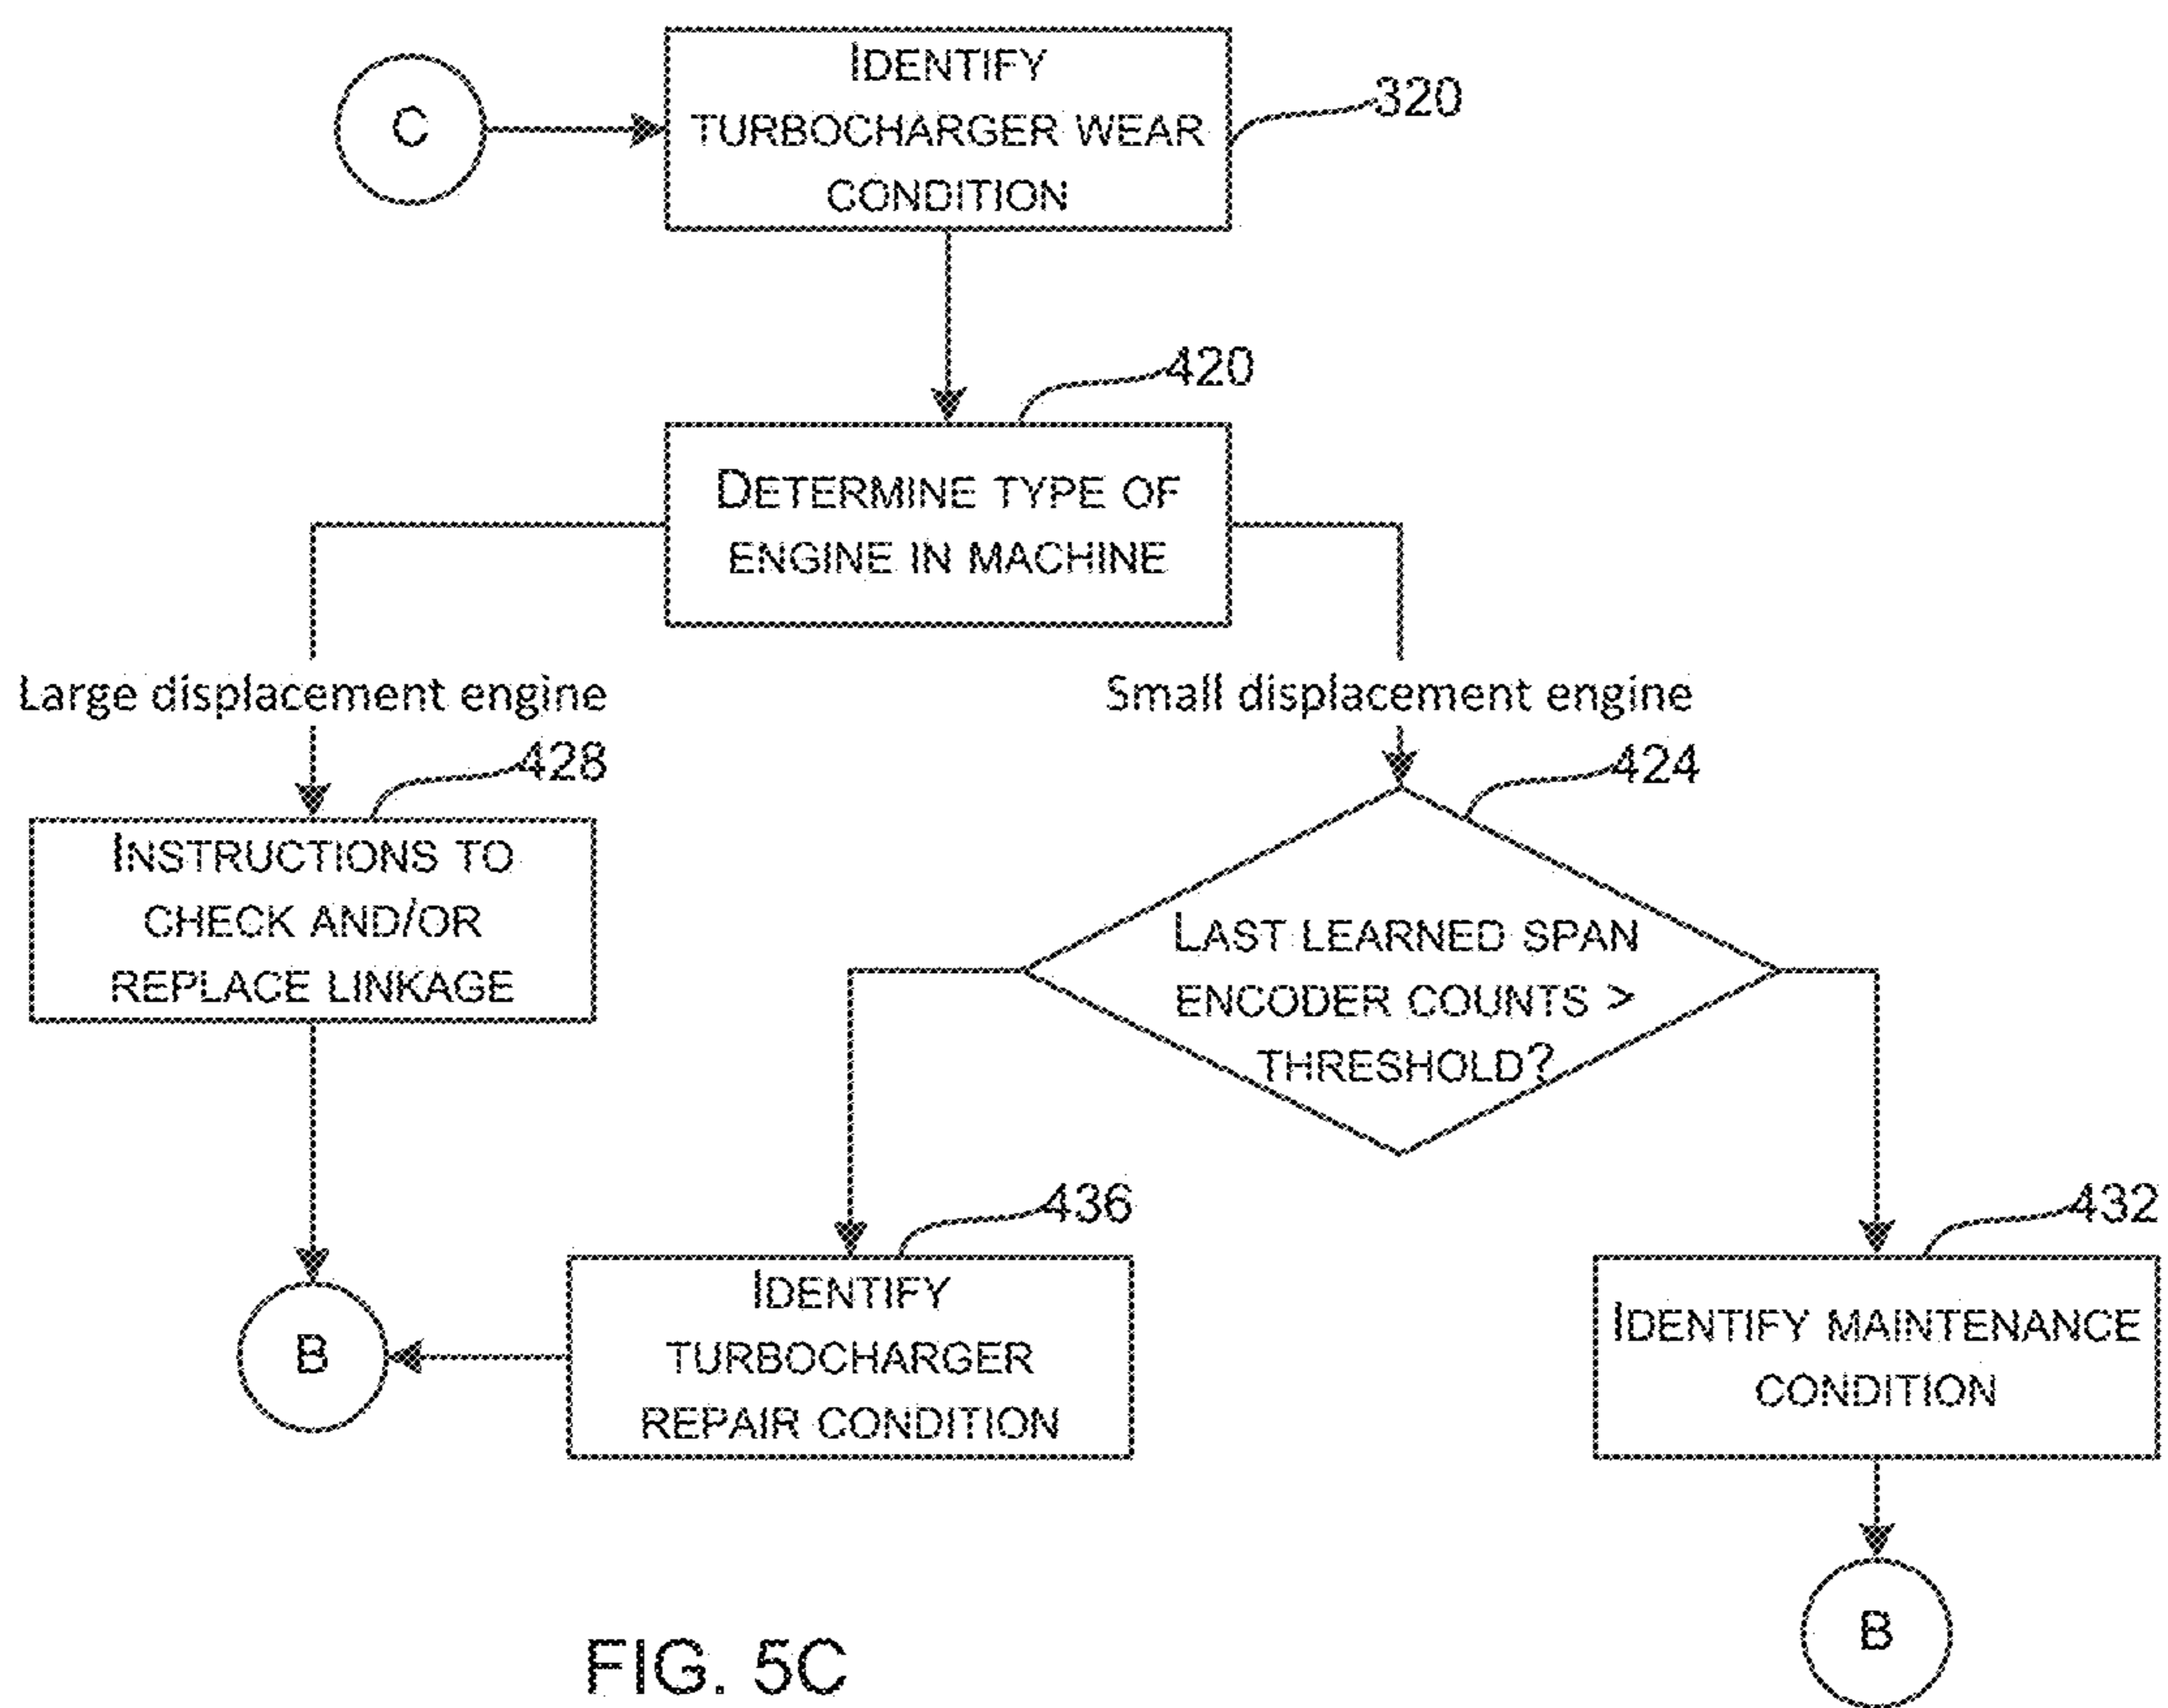 C
IDENTIFY
TURBOCHARGER WEAR
CONDITION
320
420
DETERMINE TYPE OF
ENGINE IN MACHINE
Large displacement engine
Small displacement engine
428
424
INSTRUCTIONS TO
CHECK AND/OR
REPLACE LINKAGE
LAST LEARNED SPAN
ENCODER COUNTS >
THRESHOLD?
436
432
B
IDENTIFY
TURBOCHARGER
REPAIR CONDITION
IDENTIFY MAINTENANCE
CONDITION
B
FIG. 5C